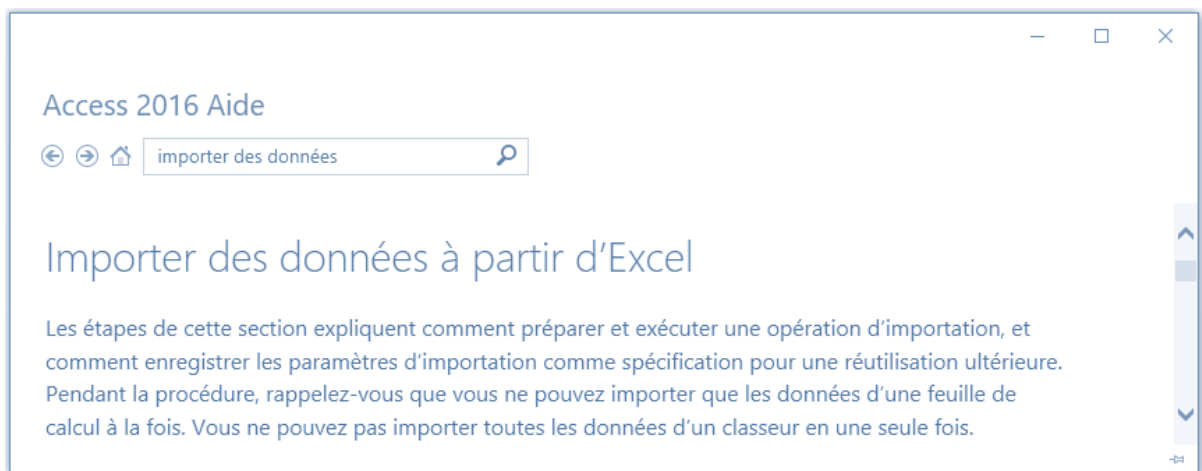 Access 2016 Aide
importer des données
Importer des données à partir d’Excel
Les étapes de cette section expliquent comment préparer et exécuter une opération d’importation, et
comment enregistrer les paramètres d’importation comme spécification pour une réutilisation ultérieure.
Pendant la procédure, rappelez-vous que vous ne pouvez importer que les données d’une feuille de
calcul à la fois. Vous ne pouvez pas importer toutes les données d’un classeur en une seule fois.